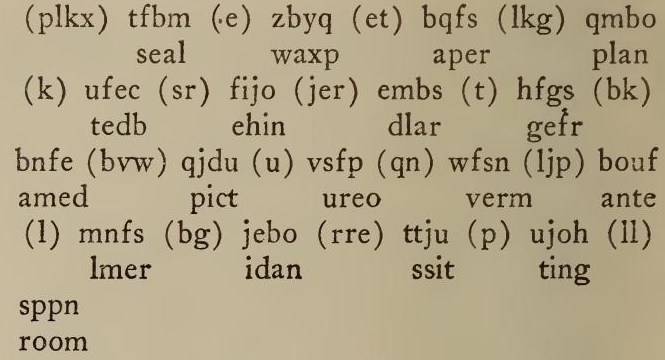 (plkx) tfbm (·e) zbyq (et) bqfs (lkg) qmbo
seal waxp aper plan
(k) ufec (sr) fijo (jer) embs (t) hfgs (bk)
tedb ehin dlar gefr
bnfe (bvw) qjdu (u) vsfp (qn) wfsn (ljp) bouf
amed pict ureo verm ante
(l) mnfs (bg) jebo (rre) ttju (p) ujoh (ll)
lmer idan ssit ting
sppn
room